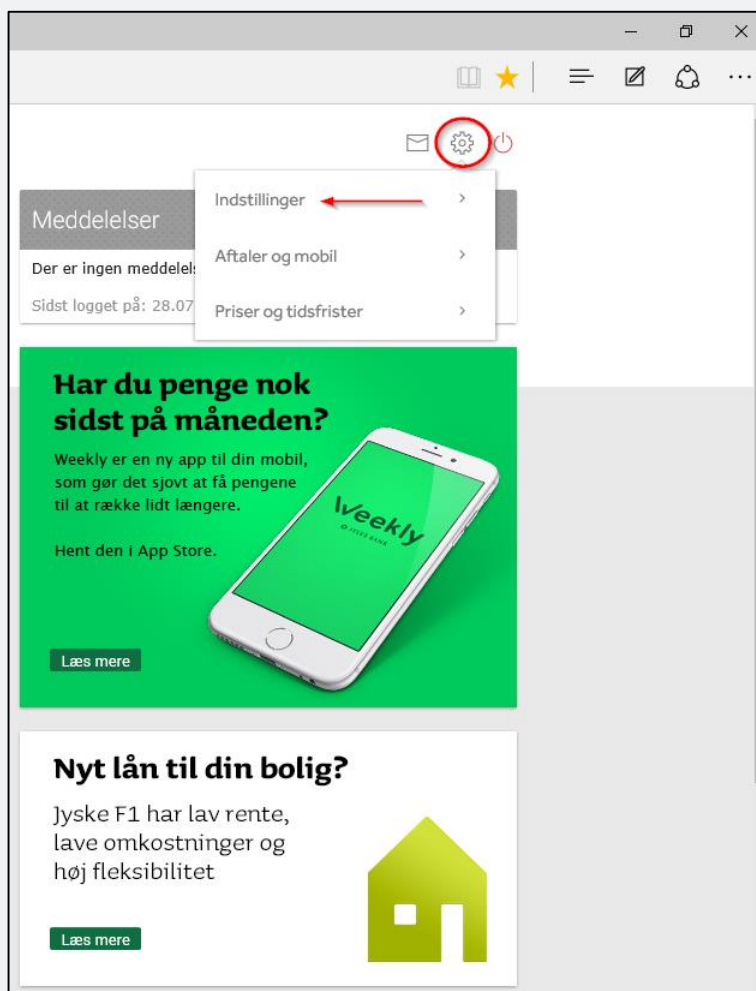 Indstillinger
Aftaler og mobil
Priser og tidsfrister
Meddelelser
Der er ingen meddelels
Sidst logget på: 28.07
Har du penge nok
sidst på måneden?
Weekly er en ny app til din mobil,
som gør det sjovt at få pengene
til at række lidt længere.
Hent den i App Store.
Weekly
JYSKE BANK
Læs mere
Nyt lån til din bolig?
Jyske F1 har lav rente,
lave omkostninger og
høj fleksibilitet
Læs mere